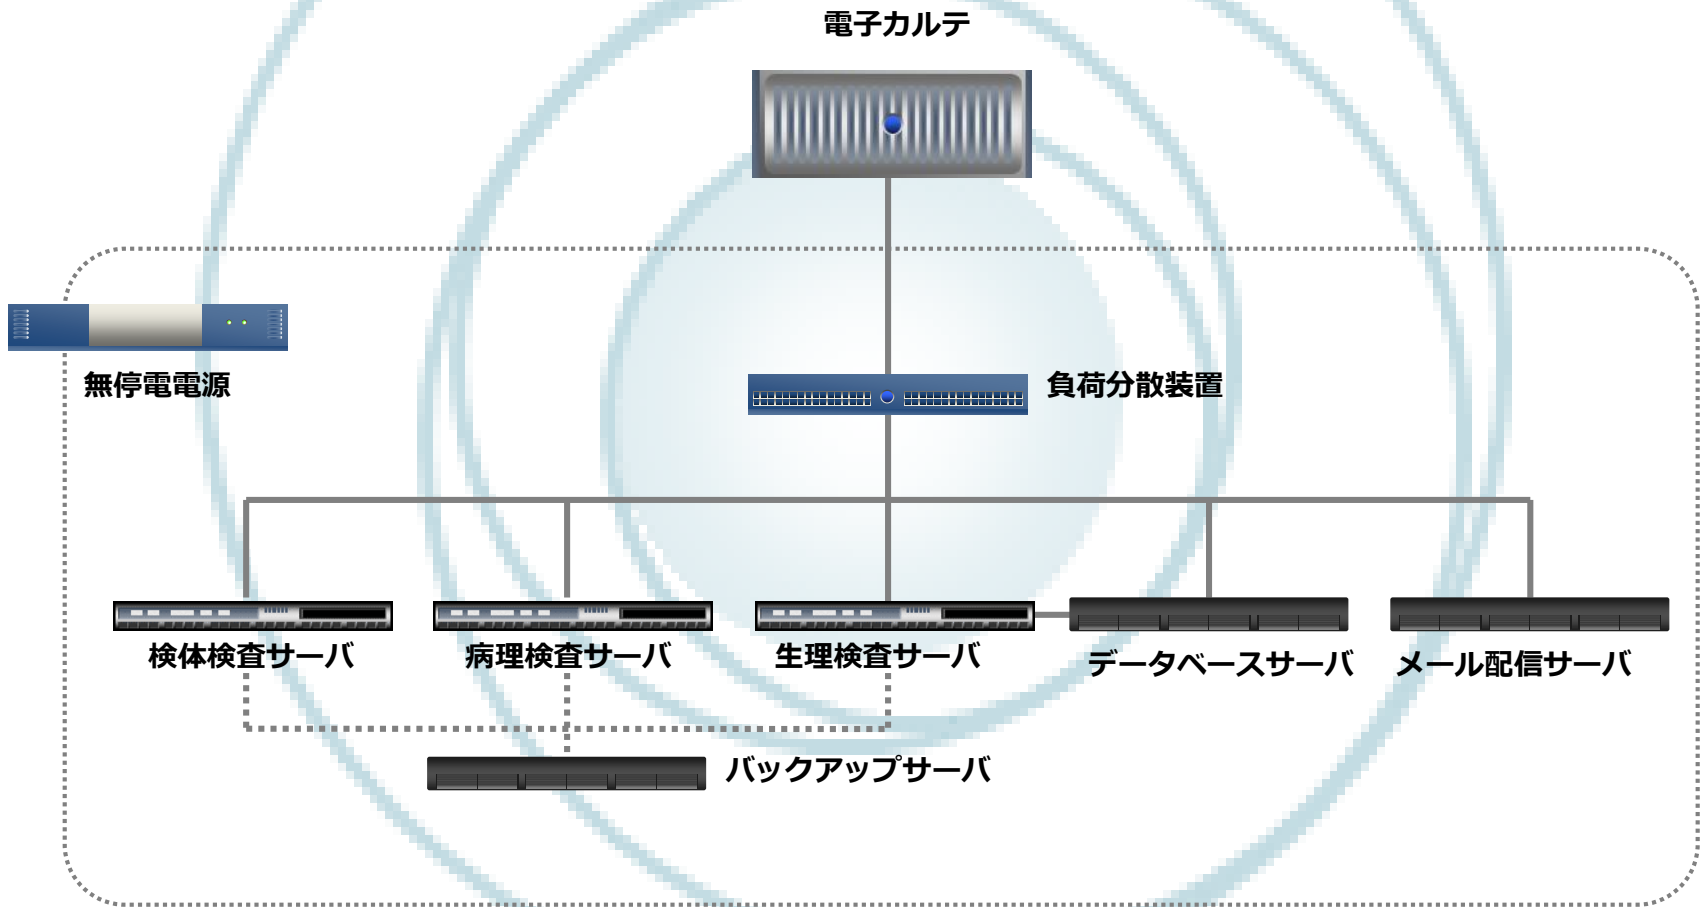 電子カルテ
無停電電源
負荷分散装置
検体検査サーバ
病理検査サーバ
生理検査サーバ
データベースサーバ
メール配信サーバ
バックアップサーバ